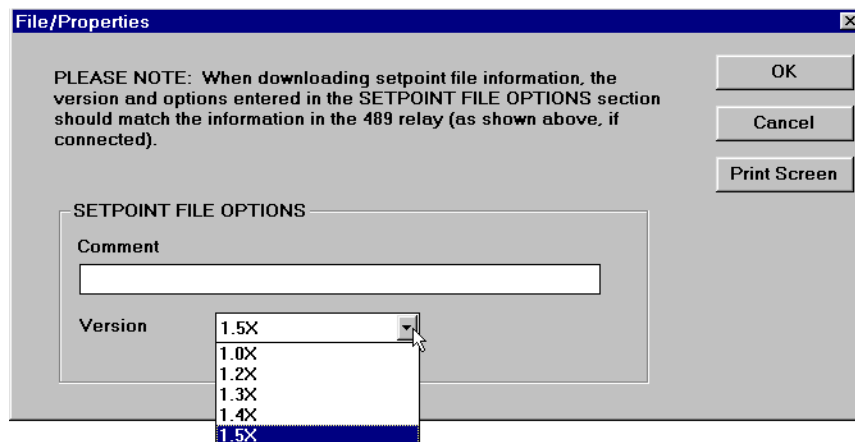 File/Properties
PLEASE NOTE: When downloading setpoint file information, the
version and options entered in the SETPOINT FILE OPTIONS section
should match the information in the 489 relay (as shown above, if
connected).
OK
Cancel
Print Screen
SETPOINT FILE OPTIONS
Comment
Version
1.5X
1.0X
1.2X
1.3X
1.4X
1.5X